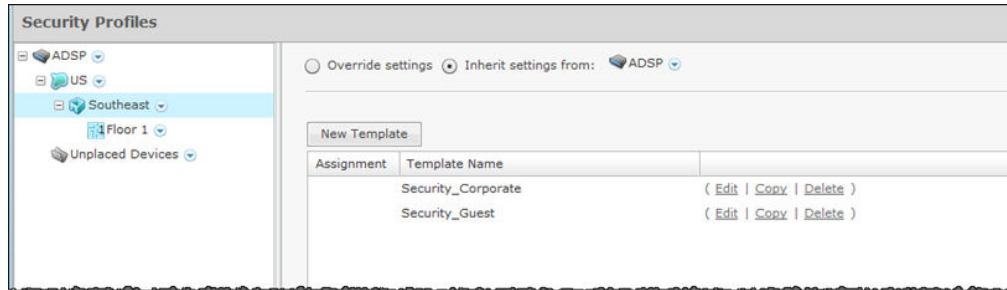 Security Profiles
ADSP
US
Southeast
1 Floor 1
Unplaced Devices
Override settings Inherit settings from: ADSP
New Template
Assignment Template Name
Security_Corporate ( Edit | Copy | Delete )
Security_Guest ( Edit | Copy | Delete )